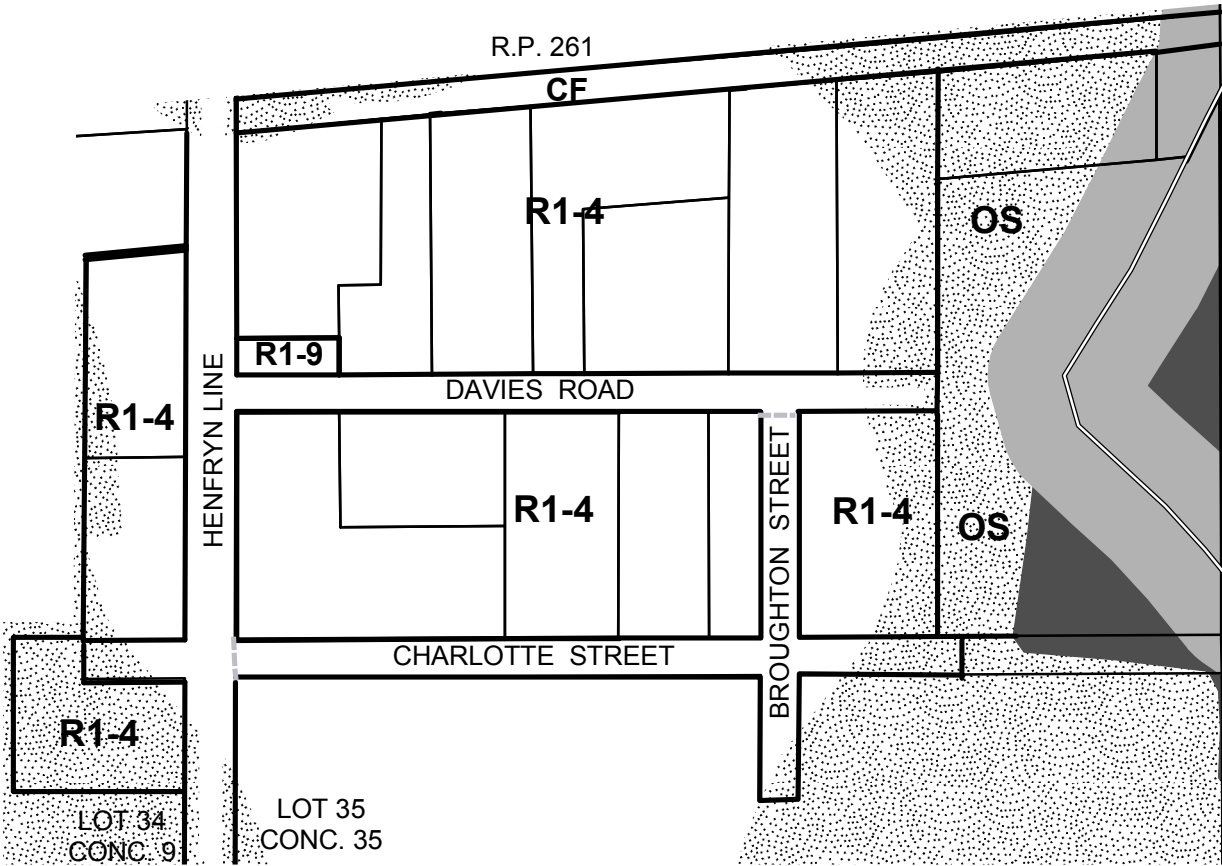 R.P. 261
CF
R1-4
OS
R1-9
HENFRYN LINE
DAVIES ROAD
R1-4
R1-4
BROUGHTON STREET
R1-4
OS
CHARLOTTE STREET
R1-4
LOT 34
CONC. 9
LOT 35
CONC. 35